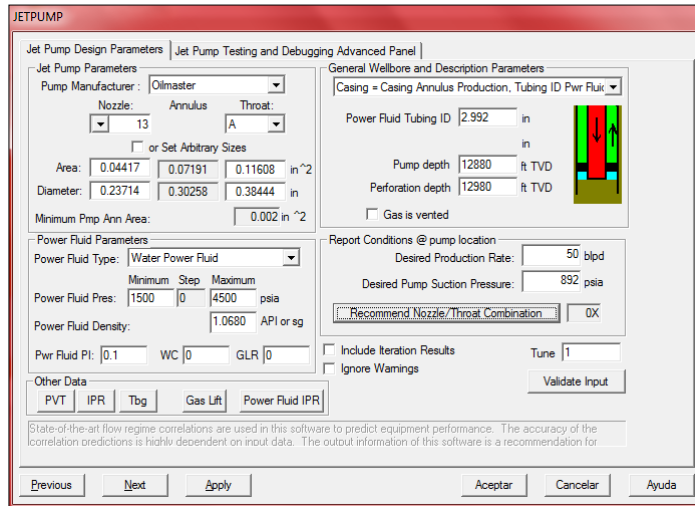 JETPUMP
Jet Pump Design Parameters
Jet Pump Testing and Debugging Advanced Panel
Jet Pump Parameters
Pump Manufacturer : Oilmaster
Nozzle: Annulus Throat:
13 A
or Set Arbitrary Sizes
Area: 0.04417 0.07191 0.11608 in^2
Diameter: 0.23714 0.30258 0.38444 in
Minimum Pmp Ann Area: 0.002 in ^2
General Wellbore and Description Parameters
Casing = Casing Annulus Production, Tubing ID Pwr Fluid
Power Fluid Tubing ID 2.992 in
in
Pump depth 12880 ft TVD
Perforation depth 12980 ft TVD
Gas is vented
Power Fluid Parameters
Power Fluid Type: Water Power Fluid
Minimum Step Maximum
Power Fluid Pres: 1500 0 4500 psia
Power Fluid Density: 1.0680 API or sg
Pwr Fluid PI: 0.1 WC 0 GLR 0
Report Conditions @ pump location
Desired Production Rate: 50 blpd
Desired Pump Suction Pressure: 892 psia
Recommend Nozzle/Throat Combination 0X
Include Iteration Results Tune 1
Ignore Warnings
Validate Input
Other Data
PVT IPR Tbg Gas Lift Power Fluid IPR
State-of-the-art flow regime correlations are used in this software to predict equipment performance. The accuracy of the
correlation predictions is highly dependent on input data. The output information of this software is a recommendation for
Previous Next Apply Aceptar Cancelar Ayuda